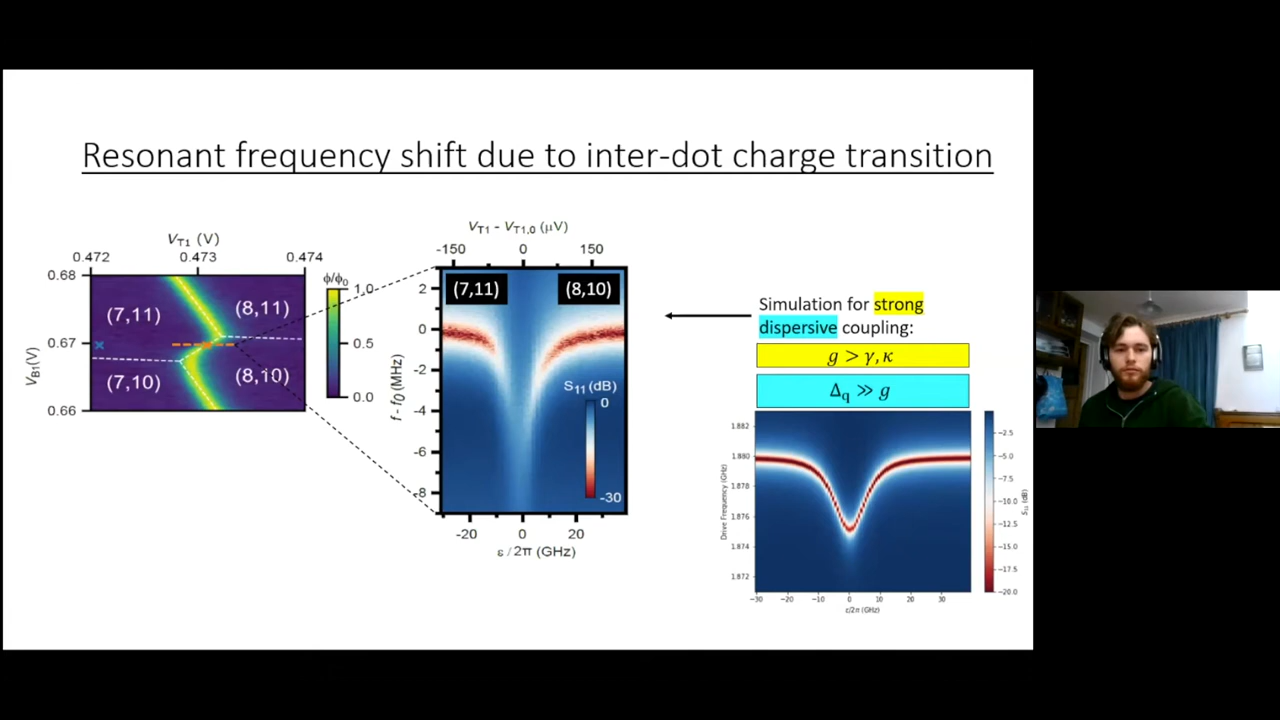 Resonant frequency shift due to inter-dot charge transition
V_T1 (V)
0.472 0.473 0.474
0.68
0.67
0.66
V_B1(V)
(7,11)
(8,11)
(7,10)
(8,10)
ϕ/ϕ₀
1.0
0.5
0.0
V_T1 - V_T1,0 (µV)
-150 0 150
(7,11)
(8,10)
2
0
-2
-4
-6
-8
f - f₀ (MHz)
S₁₁ (dB)
0
-30
-20 0 20
ε / 2π (GHz)
Simulation for strong
dispersive coupling:
g > γ, κ
Δ_q ≫ g
1.882
1.880
1.878
1.876
1.874
1.872
Drive Frequency (GHz)
−30 −20 −10 0 10 20 30
ε/2π (GHz)
−2.5
−5.0
−7.5
−10.0
−12.5
−15.0
−17.5
−20.0
S₁₁ (dB)